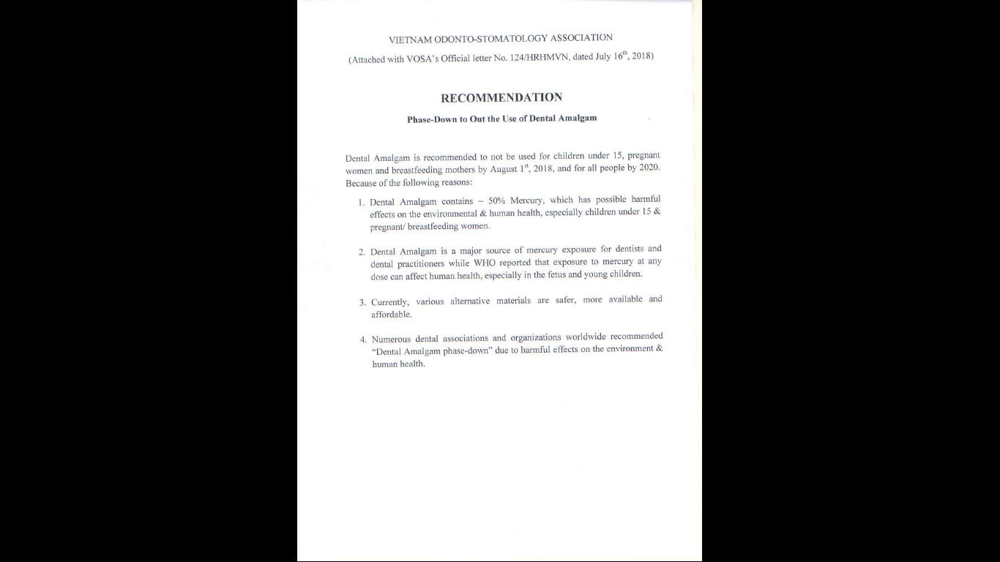 VIETNAM ODONTO-STOMATOLOGY ASSOCIATION
(Attached with VOSA's Official letter No. 124/HRHMVN, dated July 16th, 2018)
RECOMMENDATION
Phase-Down to Out the Use of Dental Amalgam
Dental Amalgam is recommended to not be used for children under 15, pregnant
women and breastfeeding mothers by August 1st, 2018, and for all people by 2020.
Because of the following reasons:
1. Dental Amalgam contains ~ 50% Mercury, which has possible harmful
effects on the environmental & human health, especially children under 15 &
pregnant/ breastfeeding women.
2. Dental Amalgam is a major source of mercury exposure for dentists and
dental practitioners while WHO reported that exposure to mercury at any
dose can affect human health, especially in the fetus and young children.
3. Currently, various alternative materials are safer, more available and
affordable.
4. Numerous dental associations and organizations worldwide recommended
“Dental Amalgam phase-down” due to harmful effects on the environment &
human health.